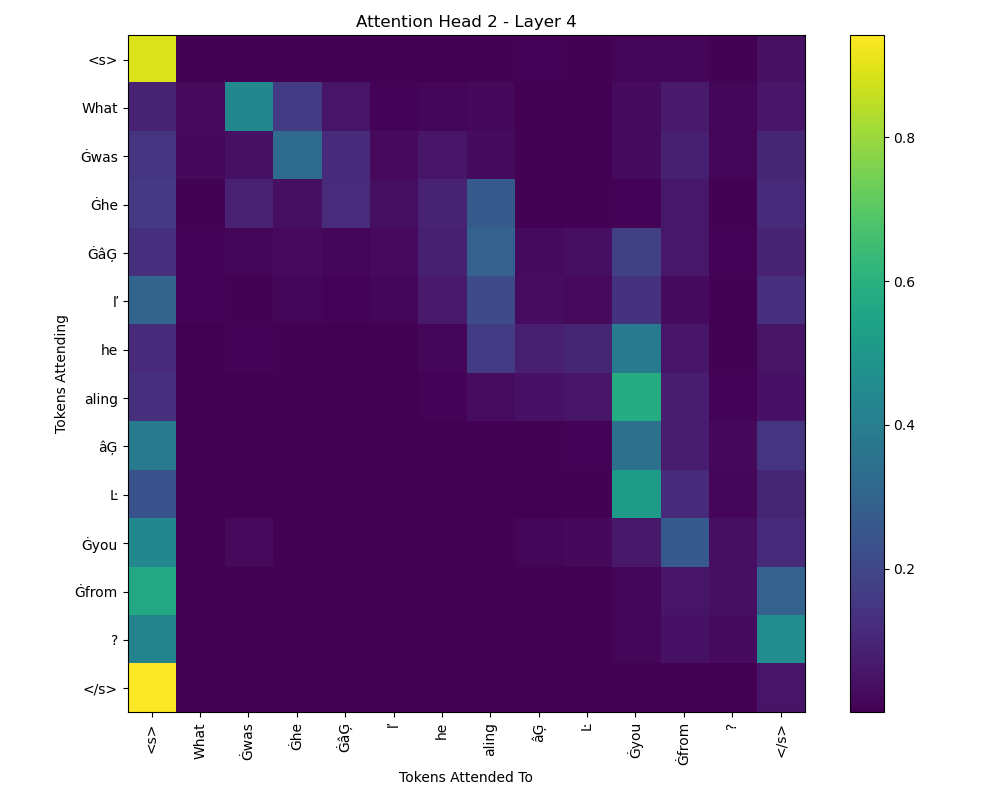 Attention Head 2 - Layer 4
Tokens Attending
<s>
What
Ġwas
Ġhe
ĠâĢ
ľ
he
aling
âĢ
Ŀ
Ġyou
Ġfrom
?
</s>
<s>
What
Ġwas
Ġhe
ĠâĢ
ľ
he
aling
âĢ
Ŀ
Ġyou
Ġfrom
?
</s>
Tokens Attended To
0.8
0.6
0.4
0.2